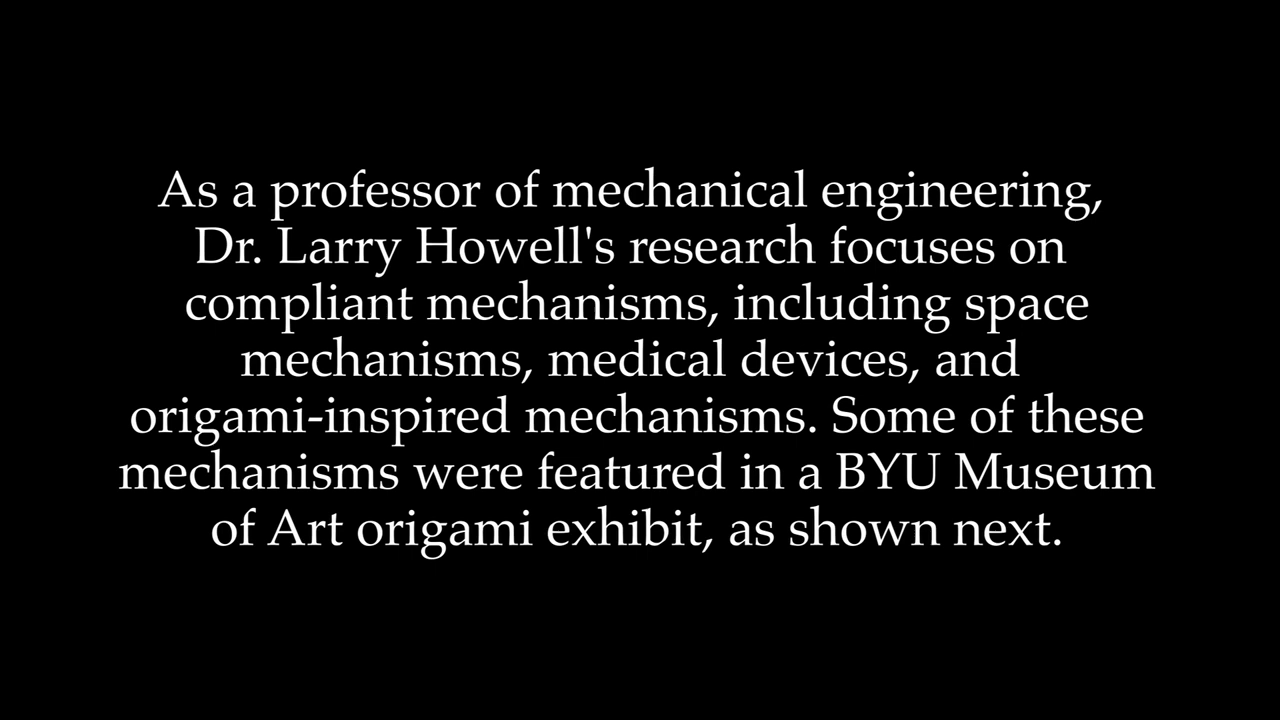 As a professor of mechanical engineering,
Dr. Larry Howell's research focuses on
compliant mechanisms, including space
mechanisms, medical devices, and
origami-inspired mechanisms. Some of these
mechanisms were featured in a BYU Museum
of Art origami exhibit, as shown next.